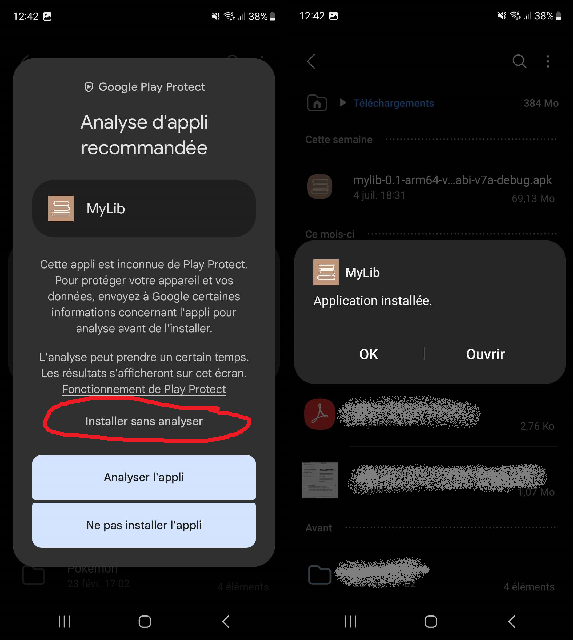 12:42
38%
Google Play Protect
Analyse d'appli
recommandée
MyLib
Cette appli est inconnue de Play Protect.
Pour protéger votre appareil et vos
données, envoyez à Google certaines
informations concernant l'appli pour
analyse avant de l'installer.
L'analyse peut prendre un certain temps.
Les résultats s'afficheront sur cet écran.
Fonctionnement de Play Protect
Installer sans analyser
Analyser l'appli
Ne pas installer l'appli
Pokémon
23 fév. 17:02
4 éléments
12:42
38%
Téléchargements
384 Mo
Cette semaine
mylib-0.1-arm64-v...abi-v7a-debug.apk
4 juil. 18:31
69,13 Mo
Ce mois-ci
MyLib
Application installée.
OK
Ouvrir
2,76 Ko
1,07 Mo
Avant
4 éléments